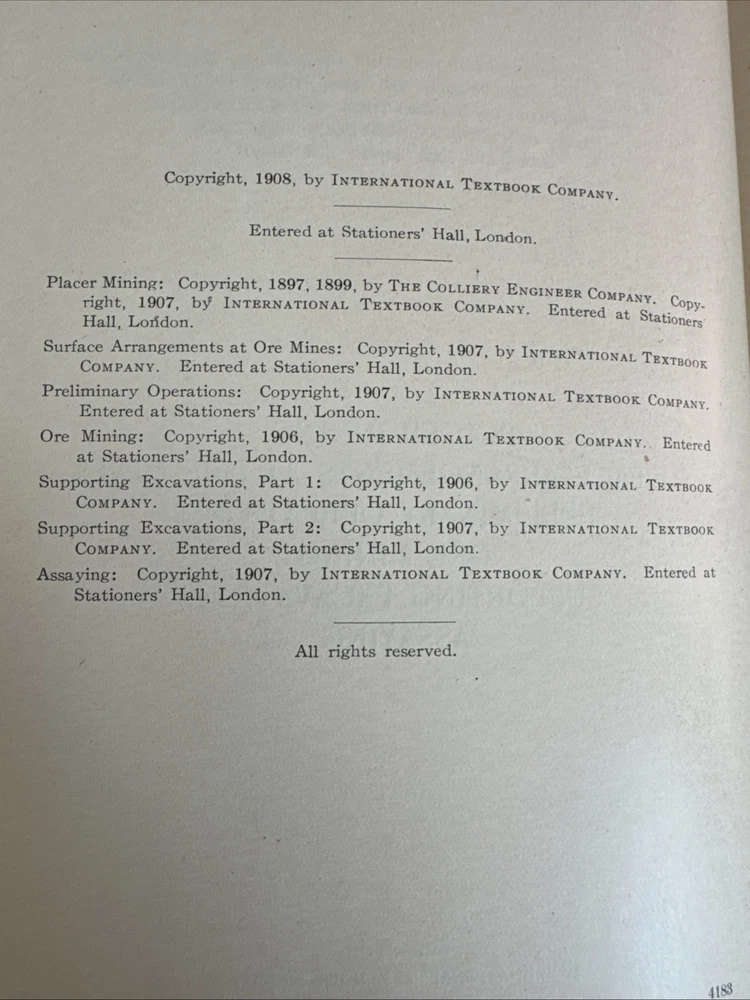 Copyright, 1908, by INTERNATIONAL TEXTBOOK COMPANY.
Entered at Stationers' Hall, London.
Placer Mining: Copyright, 1897, 1899, by THE COLLIERY ENGINEER COMPANY. Copy-
right, 1907, by INTERNATIONAL TEXTBOOK COMPANY. Entered at Stationers'
Hall, London.
Surface Arrangements at Ore Mines: Copyright, 1907, by INTERNATIONAL TEXTBOOK
COMPANY. Entered at Stationers' Hall, London.
Preliminary Operations: Copyright, 1907, by INTERNATIONAL TEXTBOOK COMPANY.
Entered at Stationers' Hall, London.
Ore Mining: Copyright, 1906, by INTERNATIONAL TEXTBOOK COMPANY. Entered
at Stationers' Hall, London.
Supporting Excavations, Part 1: Copyright, 1906, by INTERNATIONAL TEXTBOOK
COMPANY. Entered at Stationers' Hall, London.
Supporting Excavations, Part 2: Copyright, 1907, by INTERNATIONAL TEXTBOOK
COMPANY. Entered at Stationers' Hall, London.
Assaying: Copyright, 1907, by INTERNATIONAL TEXTBOOK COMPANY. Entered at
Stationers' Hall, London.
All rights reserved.
4183